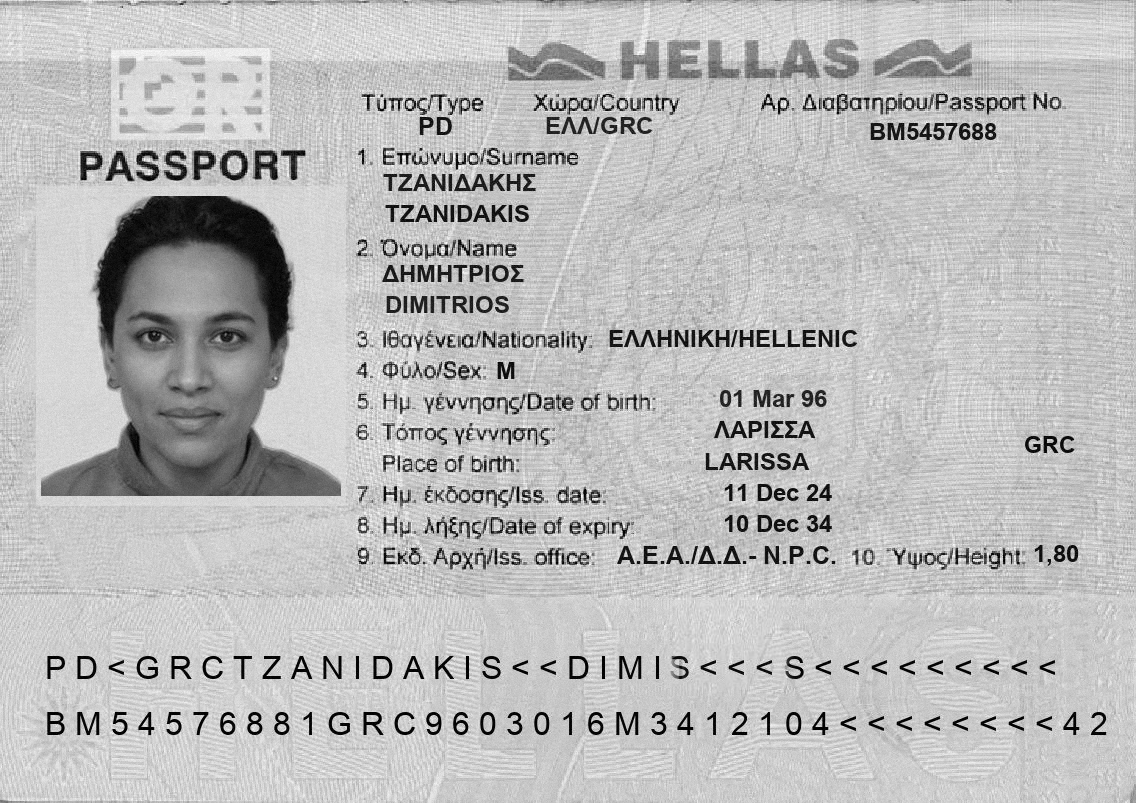 GR
HELLAS
PASSPORT
Τύπος/Type Χώρα/Country Αρ. Διαβατηρίου/Passport No.
PD ΕΛΛ/GRC BM5457688
1. Επώνυμο/Surname
ΤΖΑΝΙΔΑΚΗΣ
TZANIDAKIS
2. Όνομα/Name
ΔΗΜΗΤΡΙΟΣ
DIMITRIOS
3. Ιθαγένεια/Nationality: ΕΛΛΗΝΙΚΗ/HELLENIC
4. Φύλο/Sex: M
5. Ημ. γέννησης/Date of birth: 01 Mar 96
6. Τόπος γέννησης: ΛΑΡΙΣΣΑ
Place of birth: LARISSA GRC
7. Ημ. έκδοσης/Iss. date: 11 Dec 24
8. Ημ. λήξης/Date of expiry: 10 Dec 34
9. Εκδ. Αρχή/Iss. office: Α.Ε.Α./Δ.Δ.- N.P.C. 10. Ύψος/Height: 1,80
HELLAS
PD<GRCTZANIDAKIS<<DIMIS<<<S<<<<<<<<<
BM54576881GRC9603016M3412104<<<<<<<<42